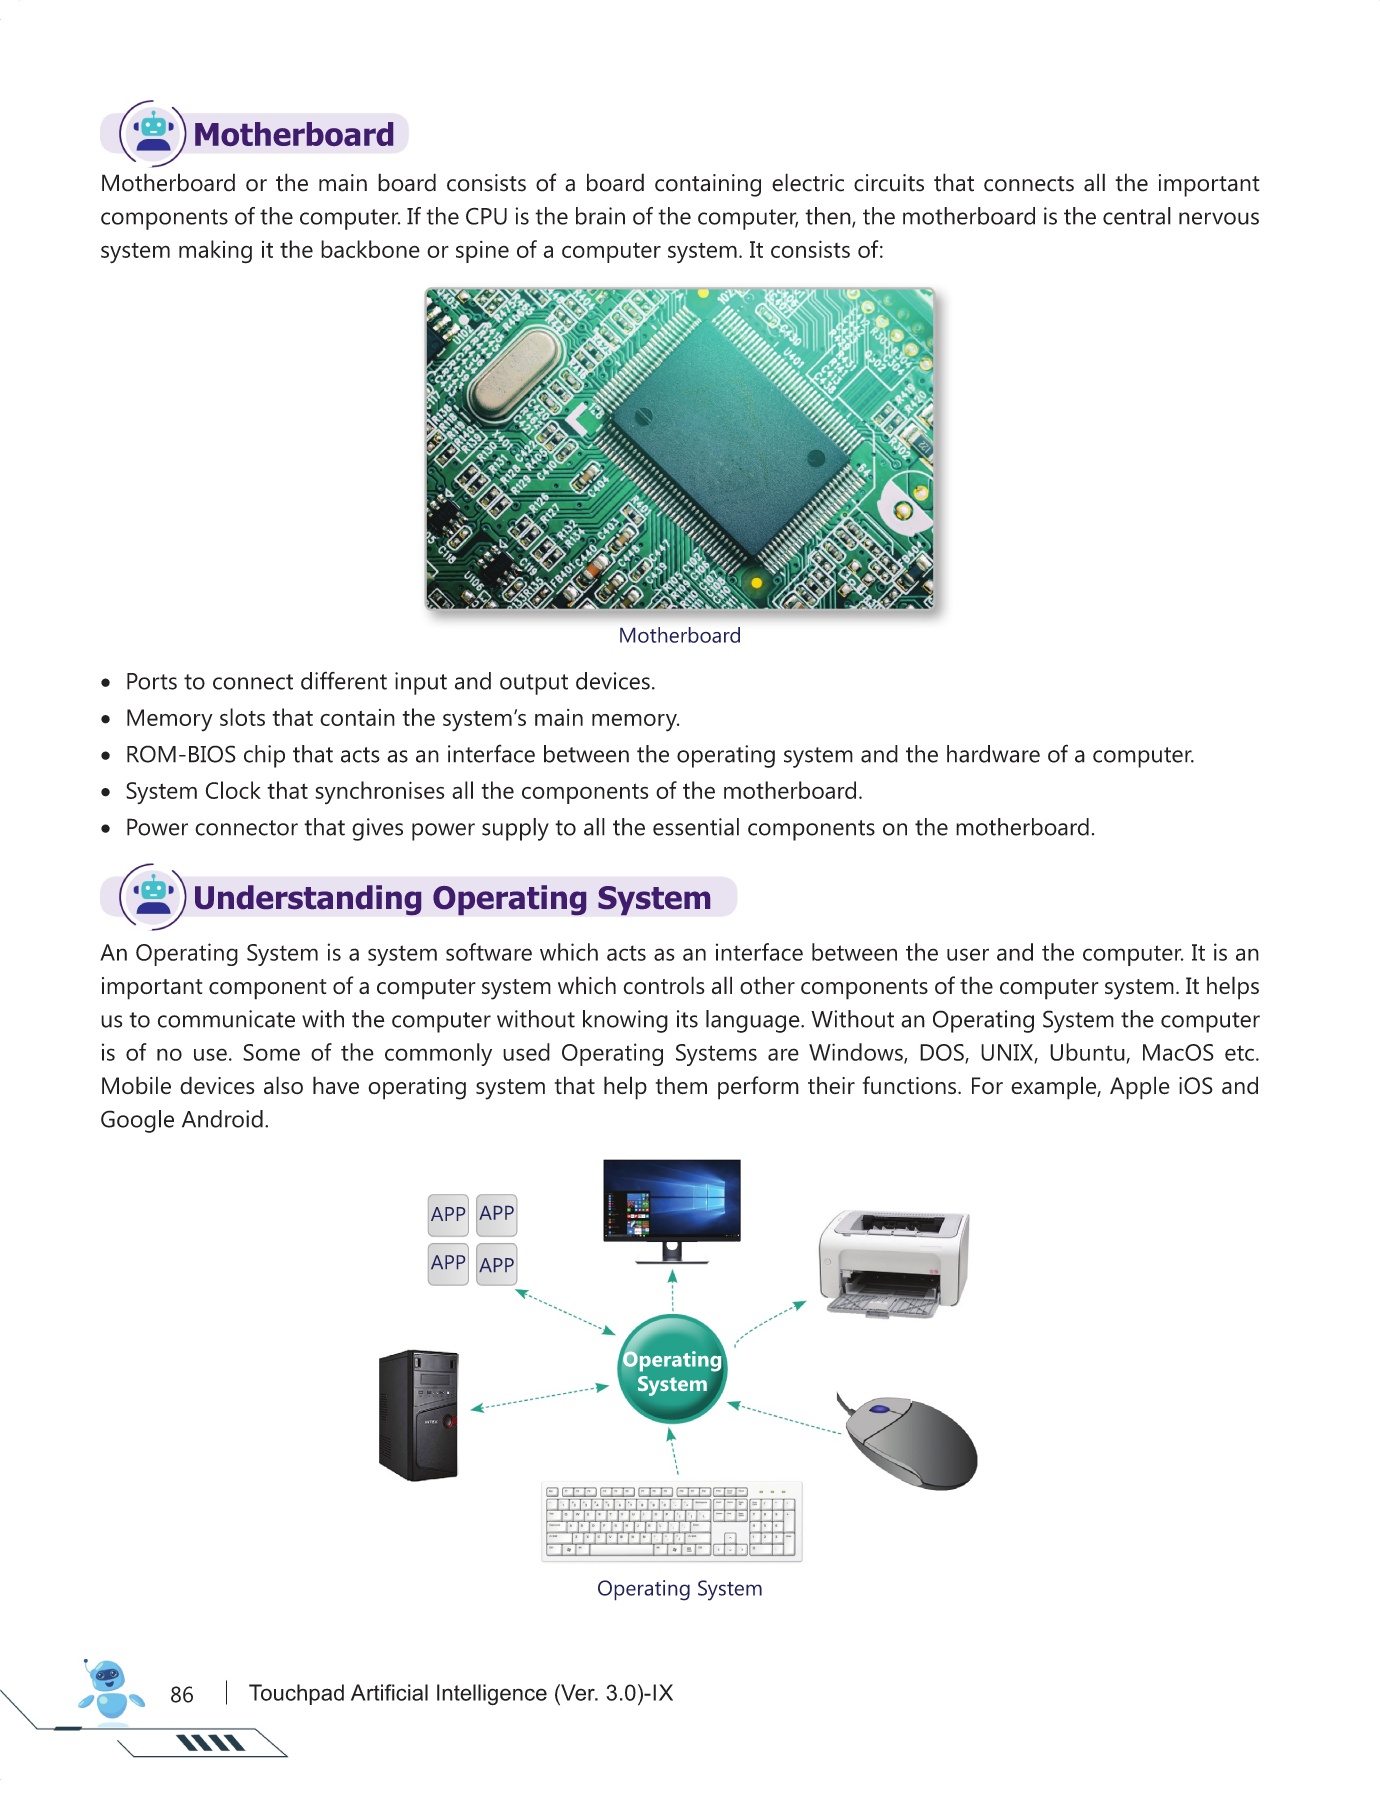 Motherboard
Motherboard or the main board consists of a board containing electric circuits that connects all the important
components of the computer. If the CPU is the brain of the computer, then, the motherboard is the central nervous
system making it the backbone or spine of a computer system. It consists of:
Motherboard
• Ports to connect different input and output devices.
• Memory slots that contain the system's main memory.
• ROM-BIOS chip that acts as an interface between the operating system and the hardware of a computer.
• System Clock that synchronises all the components of the motherboard.
• Power connector that gives power supply to all the essential components on the motherboard.
Understanding Operating System
An Operating System is a system software which acts as an interface between the user and the computer. It is an
important component of a computer system which controls all other components of the computer system. It helps
us to communicate with the computer without knowing its language. Without an Operating System the computer
is of no use. Some of the commonly used Operating Systems are Windows, DOS, UNIX, Ubuntu, MacOS etc.
Mobile devices also have operating system that help them perform their functions. For example, Apple iOS and
Google Android.
APP APP
APP APP
Operating
System
INTEX
Operating System
86 | Touchpad Artificial Intelligence (Ver. 3.0)-IX